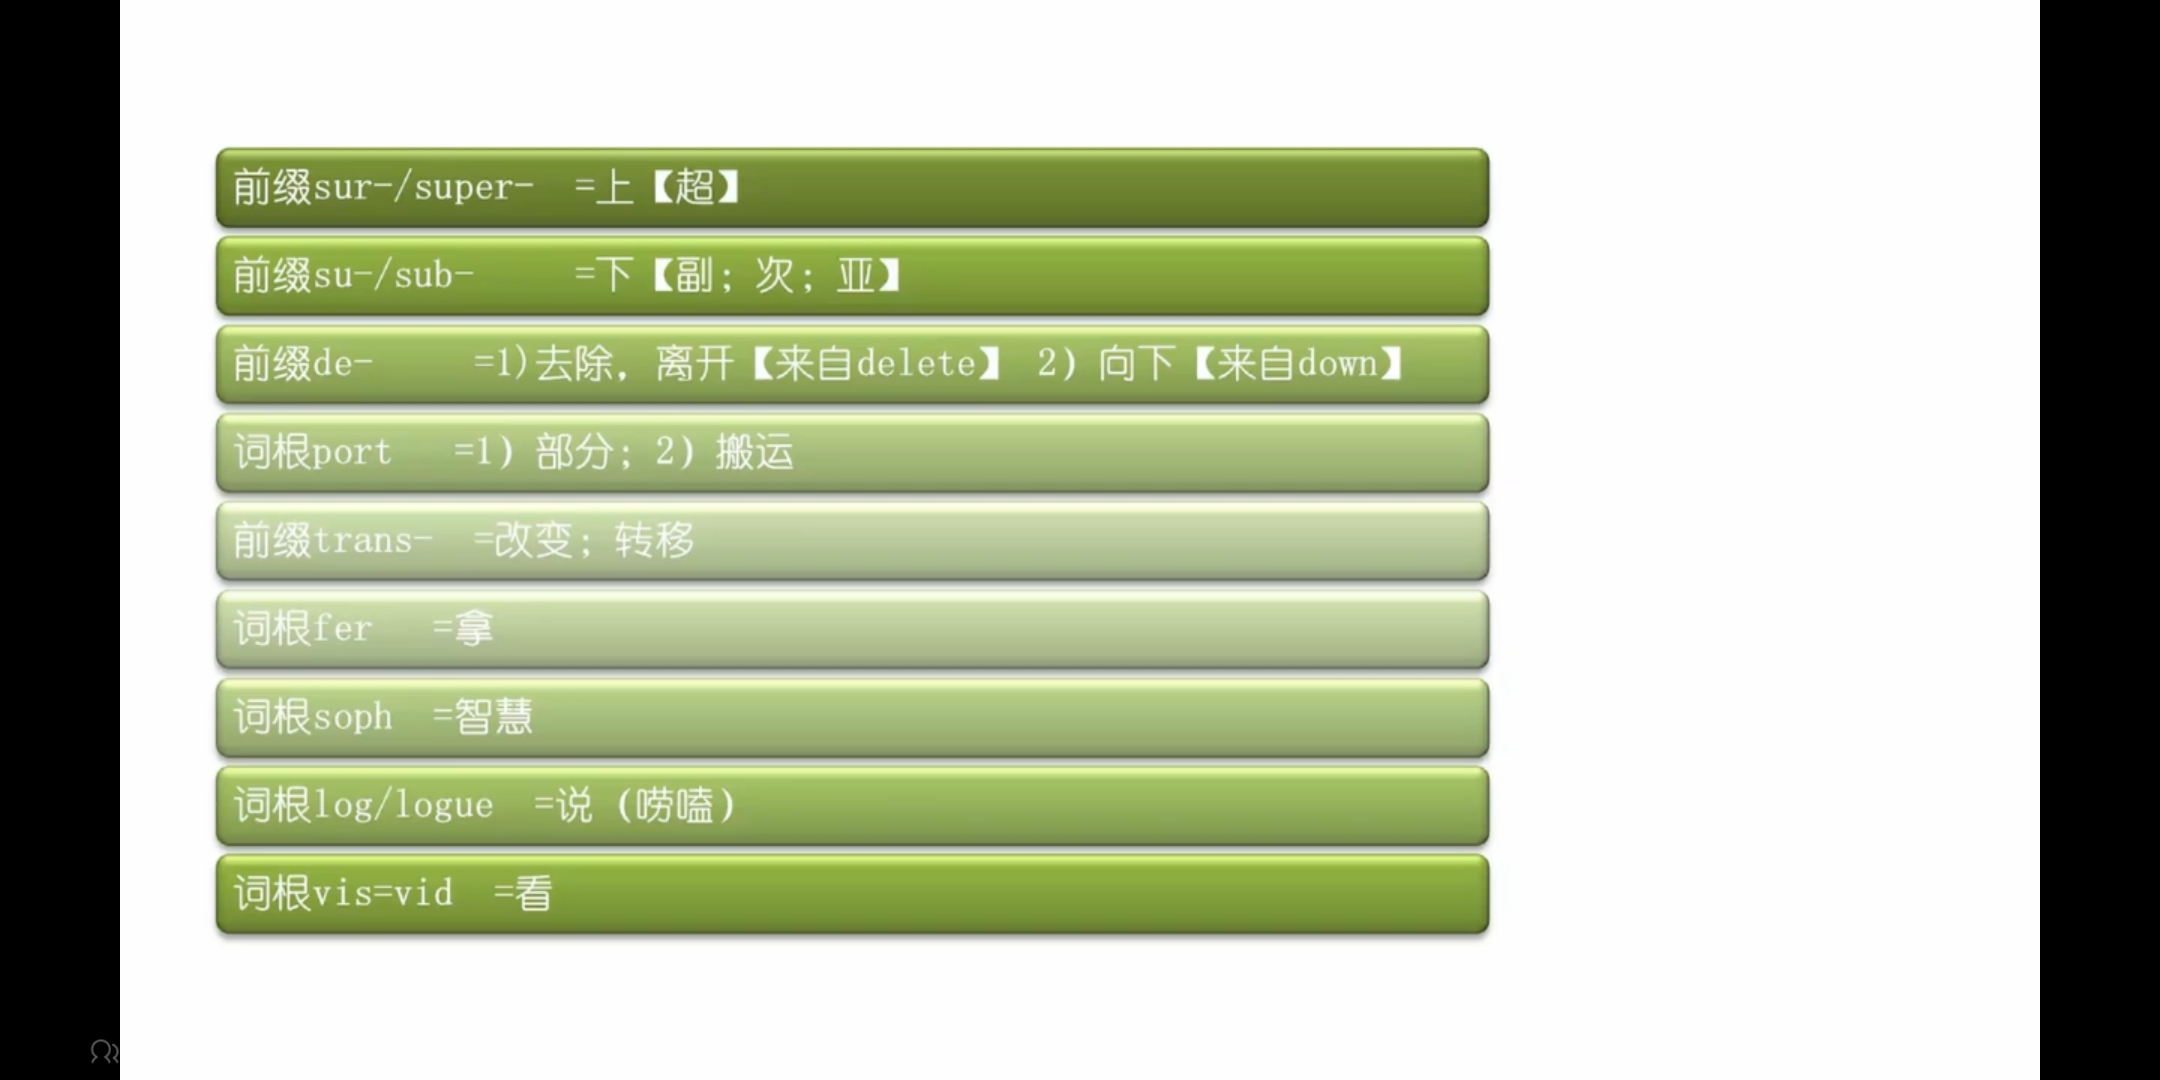 前缀sur-/super- =上【超】
前缀su-/sub- =下【副；次；亚】
前缀de- =1)去除，离开【来自delete】 2）向下【来自down】
词根port =1）部分；2）搬运
前缀trans- =改变；转移
词根fer =拿
词根soph =智慧
词根log/logue =说（唠嗑）
词根vis=vid =看